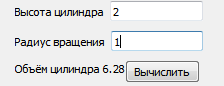 Высота цилиндра 2
Радиус вращения 1
Объём цилиндра 6.28 Вычислить